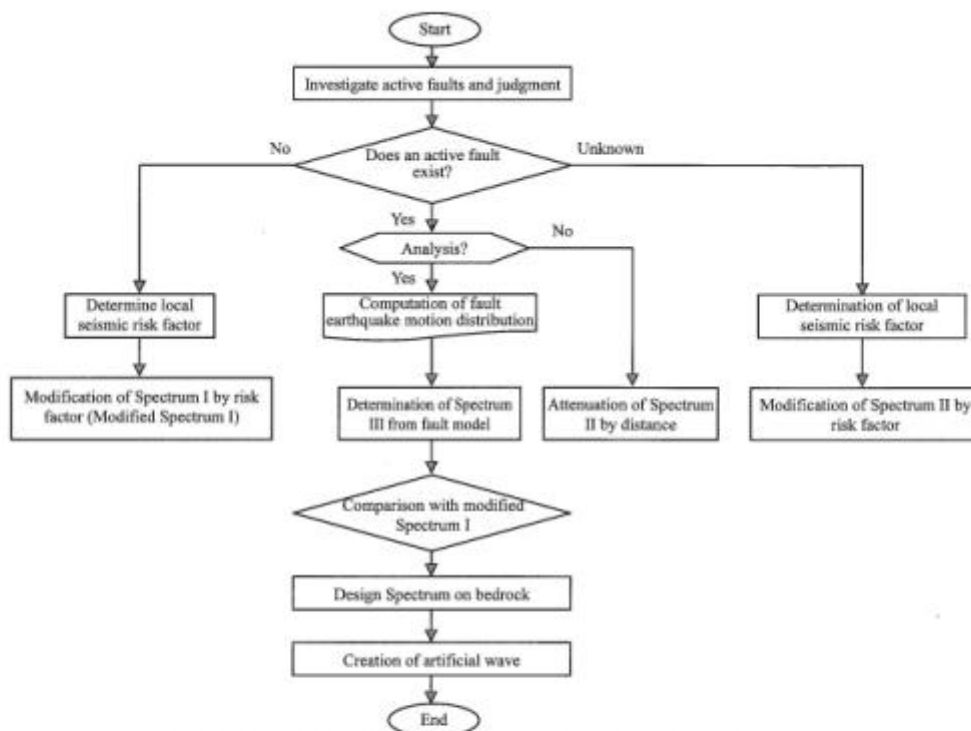 Start
Investigate active faults and judgment
No
Does an active fault
exist?
Unknown
Yes
Analysis?
No
Yes
Determine local
seismic risk factor
Computation of fault
earthquake motion distribution
Determination of local
seismic risk factor
Modification of Spectrum I by risk
factor (Modified Spectrum I)
Determination of Spectrum
III from fault model
Attenuation of Spectrum
II by distance
Modification of Spectrum II by
risk factor
Comparison with modified
Spectrum I
Design Spectrum on bedrock
Creation of artificial wave
End